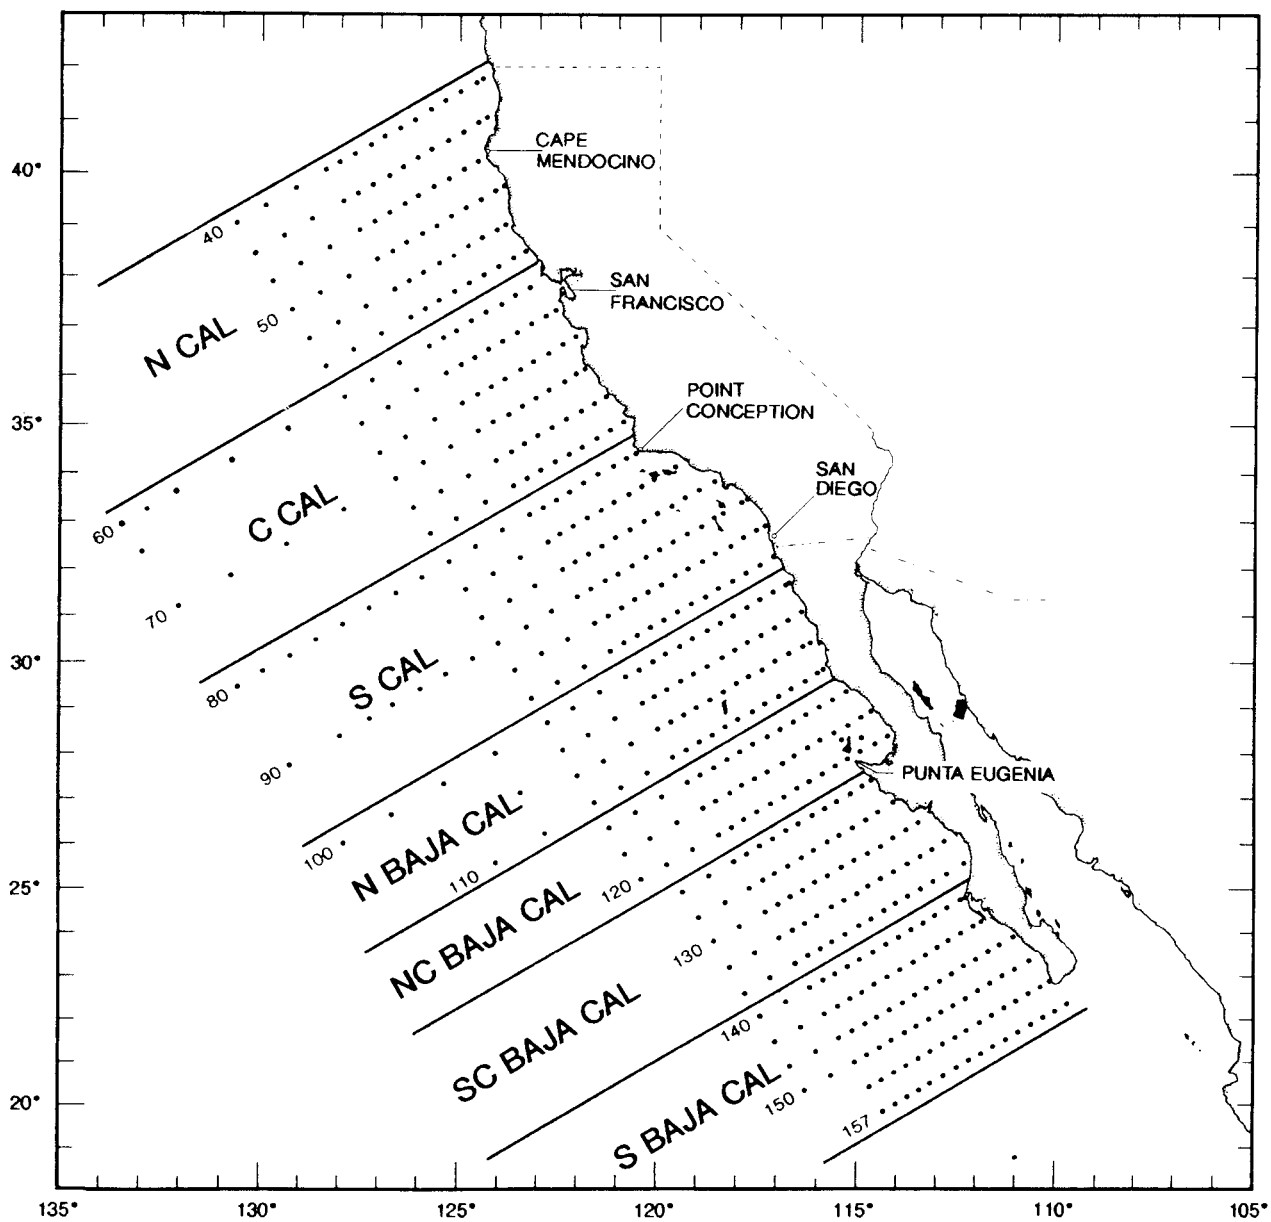 CAPE
MENDOCINO
40°
40
SAN
FRANCISCO
N CAL
50
POINT
CONCEPTION
35°
SAN
DIEGO
C CAL
60
70
30°
S CAL
80
90
PUNTA EUGENIA
N BAJA CAL
100
110
25°
NC BAJA CAL
120
130
SC BAJA CAL
140
20°
S BAJA CAL
150
157
135°
130°
125°
120°
115°
110°
105°